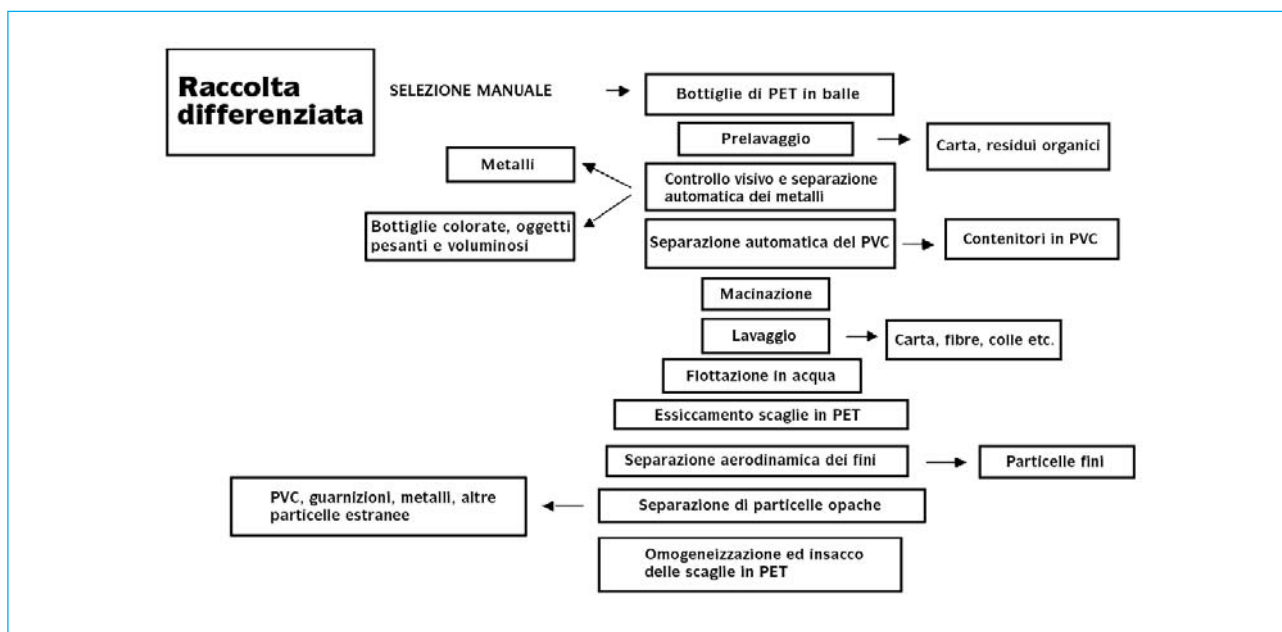 Raccolta
differenziata
SELEZIONE MANUALE
Bottiglie di PET in balle
Prelavaggio
Carta, residui organici
Metalli
Controllo visivo e separazione
automatica dei metalli
Bottiglie colorate, oggetti
pesanti e voluminosi
Separazione automatica del PVC
Contenitori in PVC
Macinazione
Lavaggio
Carta, fibre, colle etc.
Flottazione in acqua
Essiccamento scaglie in PET
Separazione aerodinamica dei fini
Particelle fini
PVC, guarnizioni, metalli, altre
particelle estranee
Separazione di particelle opache
Omogeneizzazione ed insacco
delle scaglie in PET